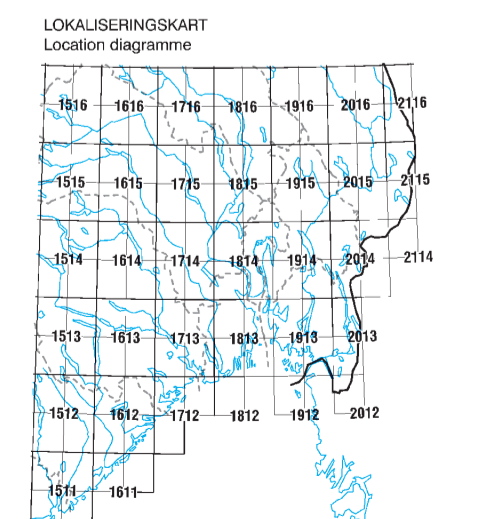 LOKALISERINGSKART
Location diagramme
1516 1616 1716 1816 1916 2016 2116
1515 1615 1715 1815 1915 2015 2115
1514 1614 1714 1814 1914 2014 2114
1513 1613 1713 1813 1913 2013
1512 1612 1712 1812 1912 2012
1511 1611